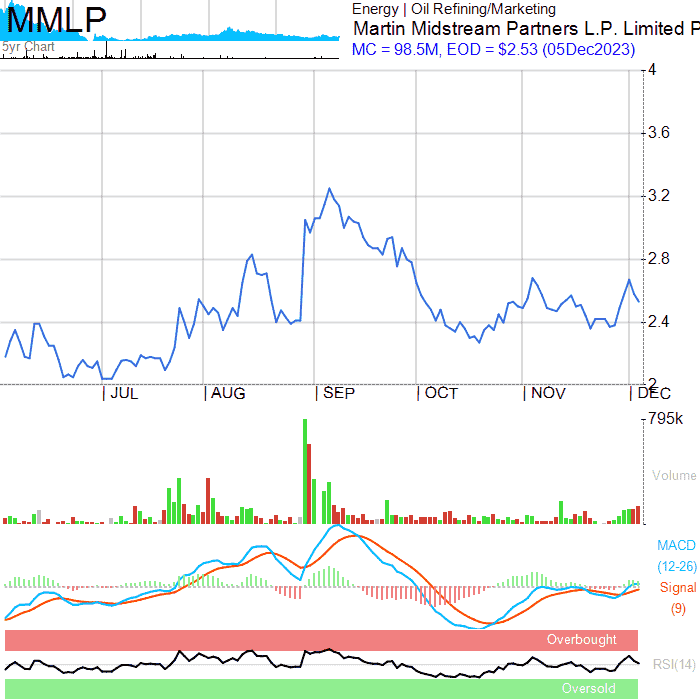 MMLP
5yr Chart
Energy | Oil Refining/Marketing
Martin Midstream Partners L.P. Limited P
MC = 98.5M, EOD = $2.53 (05Dec2023)
4
3.6
3.2
2.8
2.4
2
| JUL | AUG | SEP | OCT | NOV | DEC
795k
Volume
MACD
(12-26)
Signal
(9)
Overbought
RSI(14)
Oversold